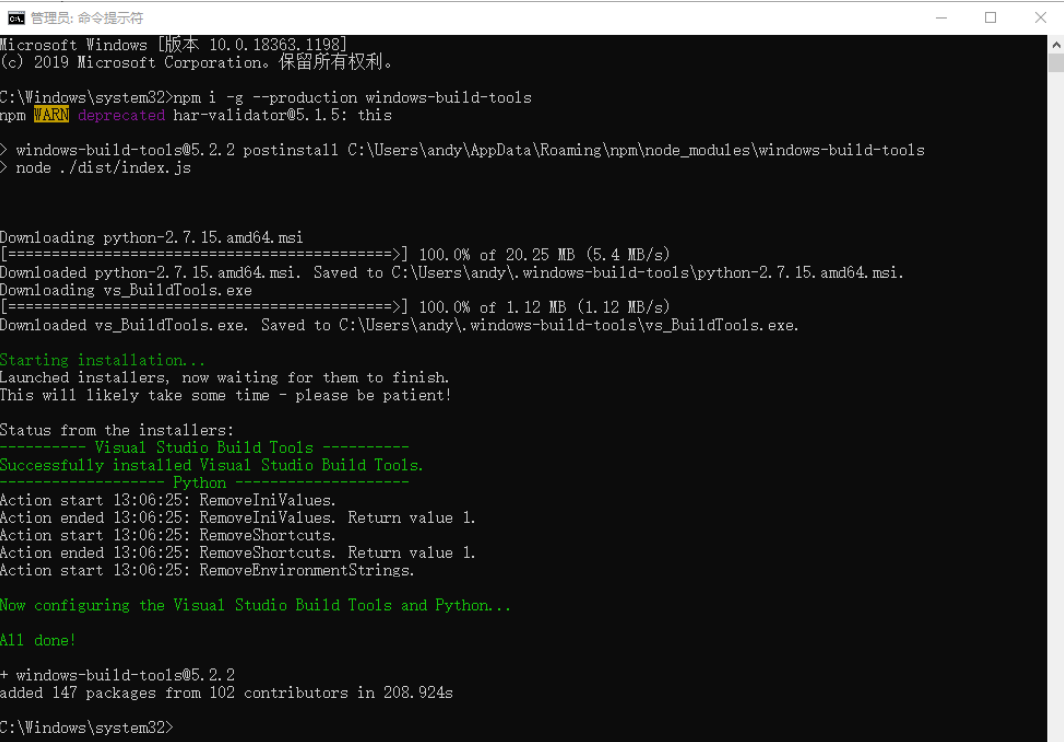 管理员: 命令提示符
Microsoft Windows [版本 10.0.18363.1198]
(c) 2019 Microsoft Corporation。保留所有权利。
C:\Windows\system32>npm i -g --production windows-build-tools
npm WARN deprecated har-validator@5.1.5: this
> windows-build-tools@5.2.2 postinstall C:\Users\andy\AppData\Roaming\npm\node_modules\windows-build-tools
> node ./dist/index.js
Downloading python-2.7.15.amd64.msi
[============================================>] 100.0% of 20.25 MB (5.4 MB/s)
Downloaded python-2.7.15.amd64.msi. Saved to C:\Users\andy\.windows-build-tools\python-2.7.15.amd64.msi.
Downloading vs_BuildTools.exe
[============================================>] 100.0% of 1.12 MB (1.12 MB/s)
Downloaded vs_BuildTools.exe. Saved to C:\Users\andy\.windows-build-tools\vs_BuildTools.exe.
Starting installation...
Launched installers, now waiting for them to finish.
This will likely take some time - please be patient!
Status from the installers:
---------- Visual Studio Build Tools ----------
Successfully installed Visual Studio Build Tools.
------------------- Python --------------------
Action start 13:06:25: RemoveIniValues.
Action ended 13:06:25: RemoveIniValues. Return value 1.
Action start 13:06:25: RemoveShortcuts.
Action ended 13:06:25: RemoveShortcuts. Return value 1.
Action start 13:06:25: RemoveEnvironmentStrings.
Now configuring the Visual Studio Build Tools and Python...
All done!
+ windows-build-tools@5.2.2
added 147 packages from 102 contributors in 208.924s
C:\Windows\system32>